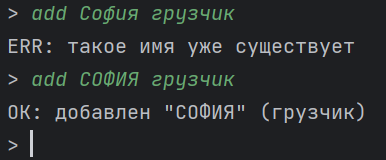 > add София грузчик
ERR: такое имя уже существует
> add СОФИЯ грузчик
OK: добавлен "СОФИЯ" (грузчик)
>